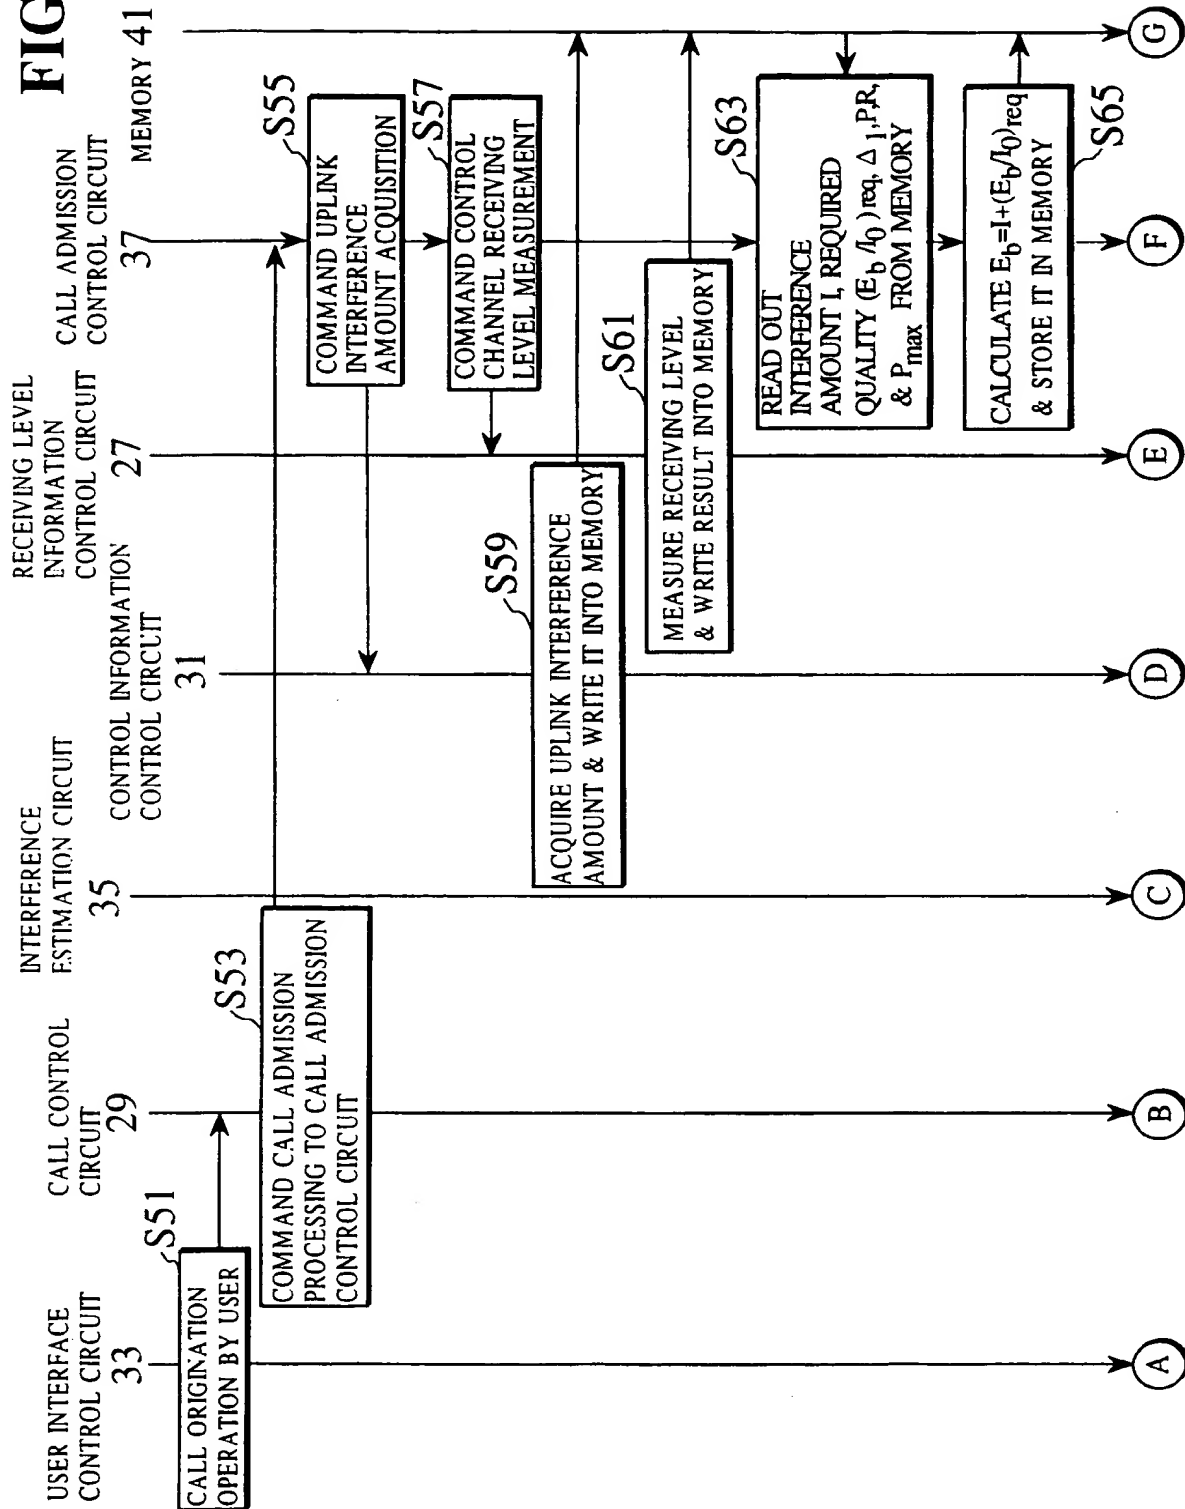 FIG
USER INTERFACE
CONTROL CIRCUIT
33
CALL CONTROL
CIRCUIT
29
INTERFERENCE
ESTIMATION CIRCUIT
35
CONTROL INFORMATION
CONTROL CIRCUIT
31
RECEIVING LEVEL
INFORMATION
CONTROL CIRCUIT
27
CALL ADMISSION
CONTROL CIRCUIT
37
MEMORY 41
S51
CALL ORIGINATION
OPERATION BY USER
S53
COMMAND CALL ADMISSION
PROCESSING TO CALL ADMISSION
CONTROL CIRCUIT
S55
COMMAND UPLINK
INTERFERENCE
AMOUNT ACQUISITION
S57
COMMAND CONTROL
CHANNEL RECEIVING
LEVEL MEASUREMENT
S59
ACQUIRE UPLINK INTERFERENCE
AMOUNT & WRITE IT INTO MEMORY
S61
MEASURE RECEIVING LEVEL
& WRITE RESULT INTO MEMORY
S63
READ OUT
INTERFERENCE
AMOUNT I, REQUIRED
QUALITY (E_b/I_0)req, Δ_1,P,R,
& P_max FROM MEMORY
CALCULATE E_b=I+(E_b/I_0)req
& STORE IT IN MEMORY
S65
A
B
C
D
E
F
G